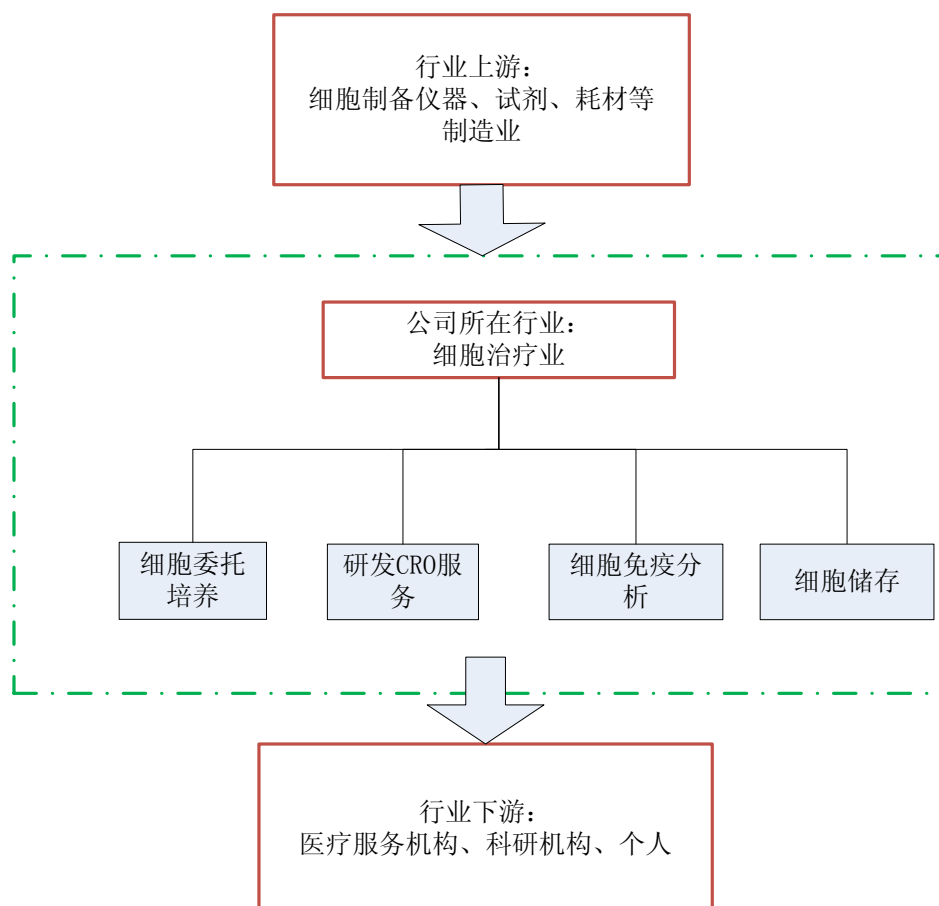 行业上游：
细胞制备仪器、试剂、耗材等
制造业
公司所在行业：
细胞治疗业
细胞委托
培养
研发CRO服
务
细胞免疫分
析
细胞储存
行业下游：
医疗服务机构、科研机构、个人